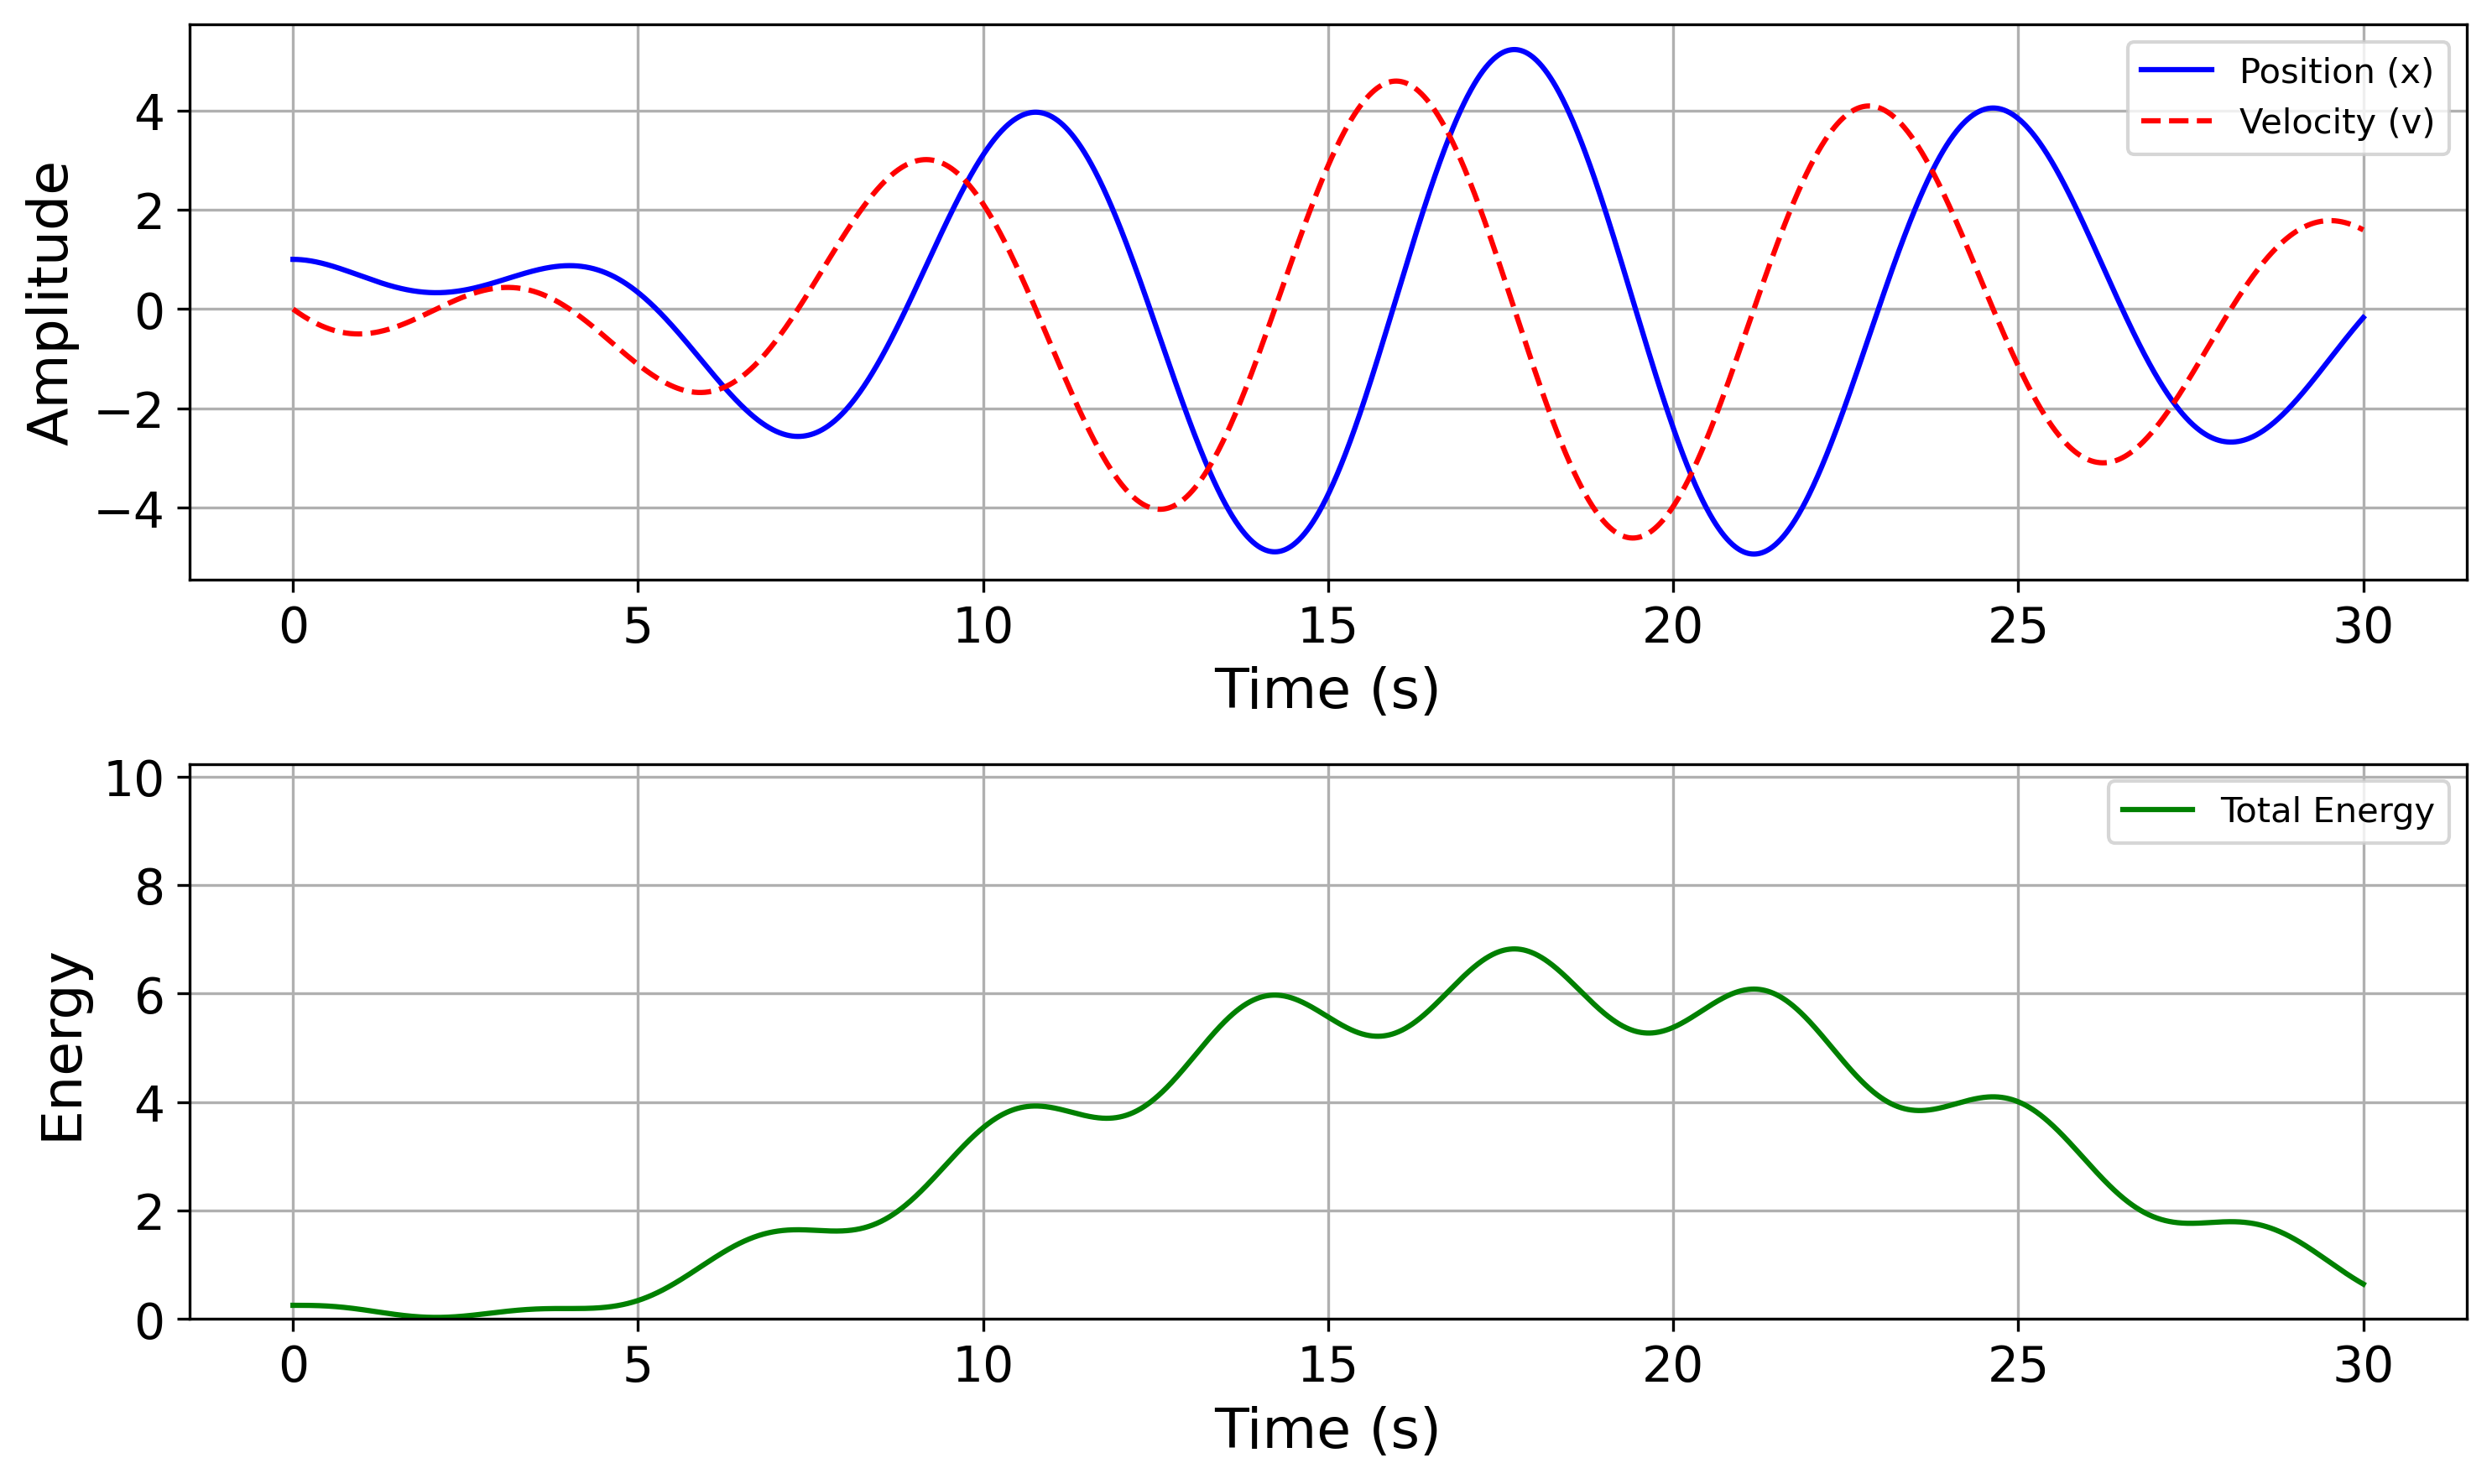 4
2
0
−2
−4
Amplitude
Position (x)
Velocity (v)
0 5 10 15 20 25 30
Time (s)
10
8
6
4
2
0
Energy
Total Energy
0 5 10 15 20 25 30
Time (s)